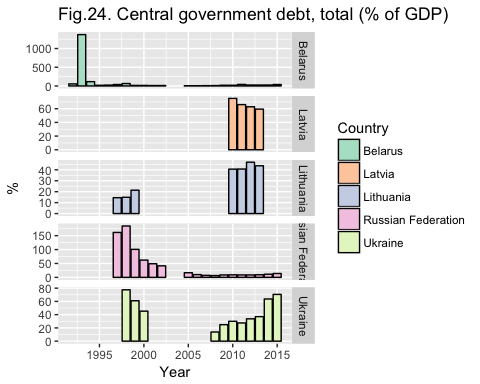 Fig.24. Central government debt, total (% of GDP)
1000
500
0
Belarus
60
40
20
0
Latvia
40
30
20
10
0
Lithuania
150
100
50
0
sian Federa
80
60
40
20
0
Ukraine
%
1995
2000
2005
2010
2015
Year
Country
Belarus
Latvia
Lithuania
Russian Federation
Ukraine